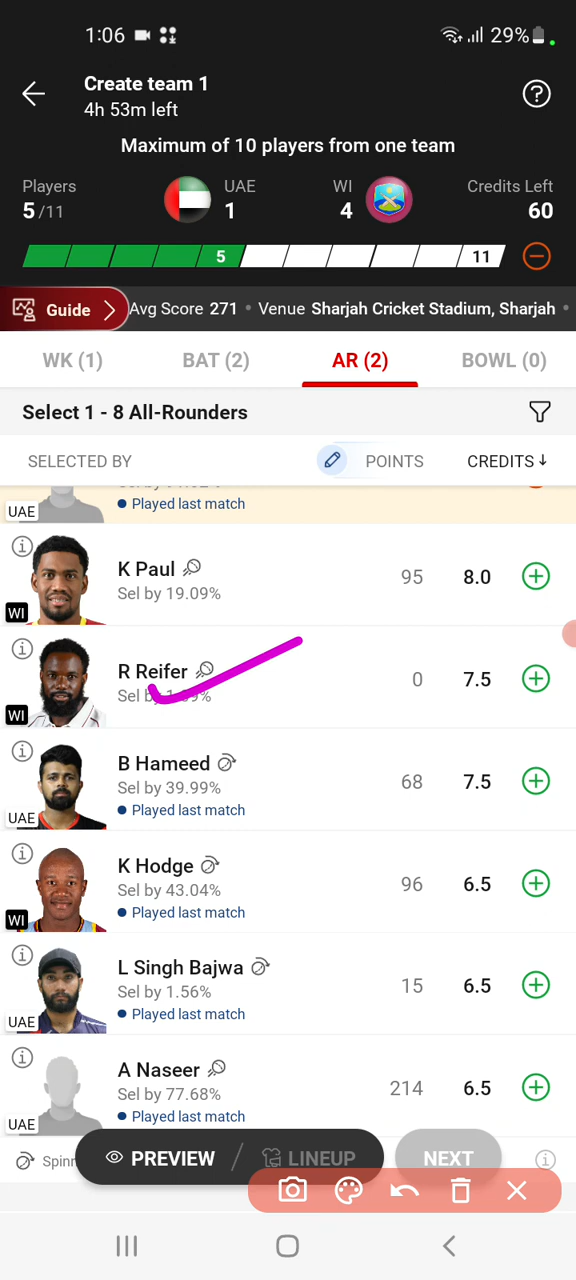 1:06
29%
Create team 1
4h 53m left
Maximum of 10 players from one team
Players
5/11
UAE
1
WI
4
Credits Left
60
5
11
Guide
Avg Score 271 • Venue Sharjah Cricket Stadium, Sharjah •
WK (1)
BAT (2)
AR (2)
BOWL (0)
Select 1 - 8 All-Rounders
SELECTED BY
POINTS
CREDITS↓
UAE
Played last match
K Paul
Sel by 19.09%
WI
95
8.0
R Reifer
Sel by
WI
0
7.5
B Hameed
Sel by 39.99%
Played last match
UAE
68
7.5
K Hodge
Sel by 43.04%
Played last match
WI
96
6.5
L Singh Bajwa
Sel by 1.56%
Played last match
UAE
15
6.5
A Naseer
Sel by 77.68%
Played last match
UAE
214
6.5
PREVIEW
LINEUP
NEXT